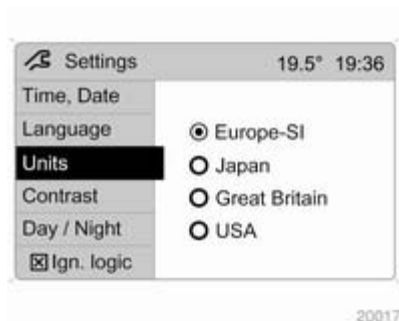 Settings 19.5° 19:36
Time, Date
Language
Units
Contrast
Day / Night
Ign. logic
Europe-SI
Japan
Great Britain
USA
20017